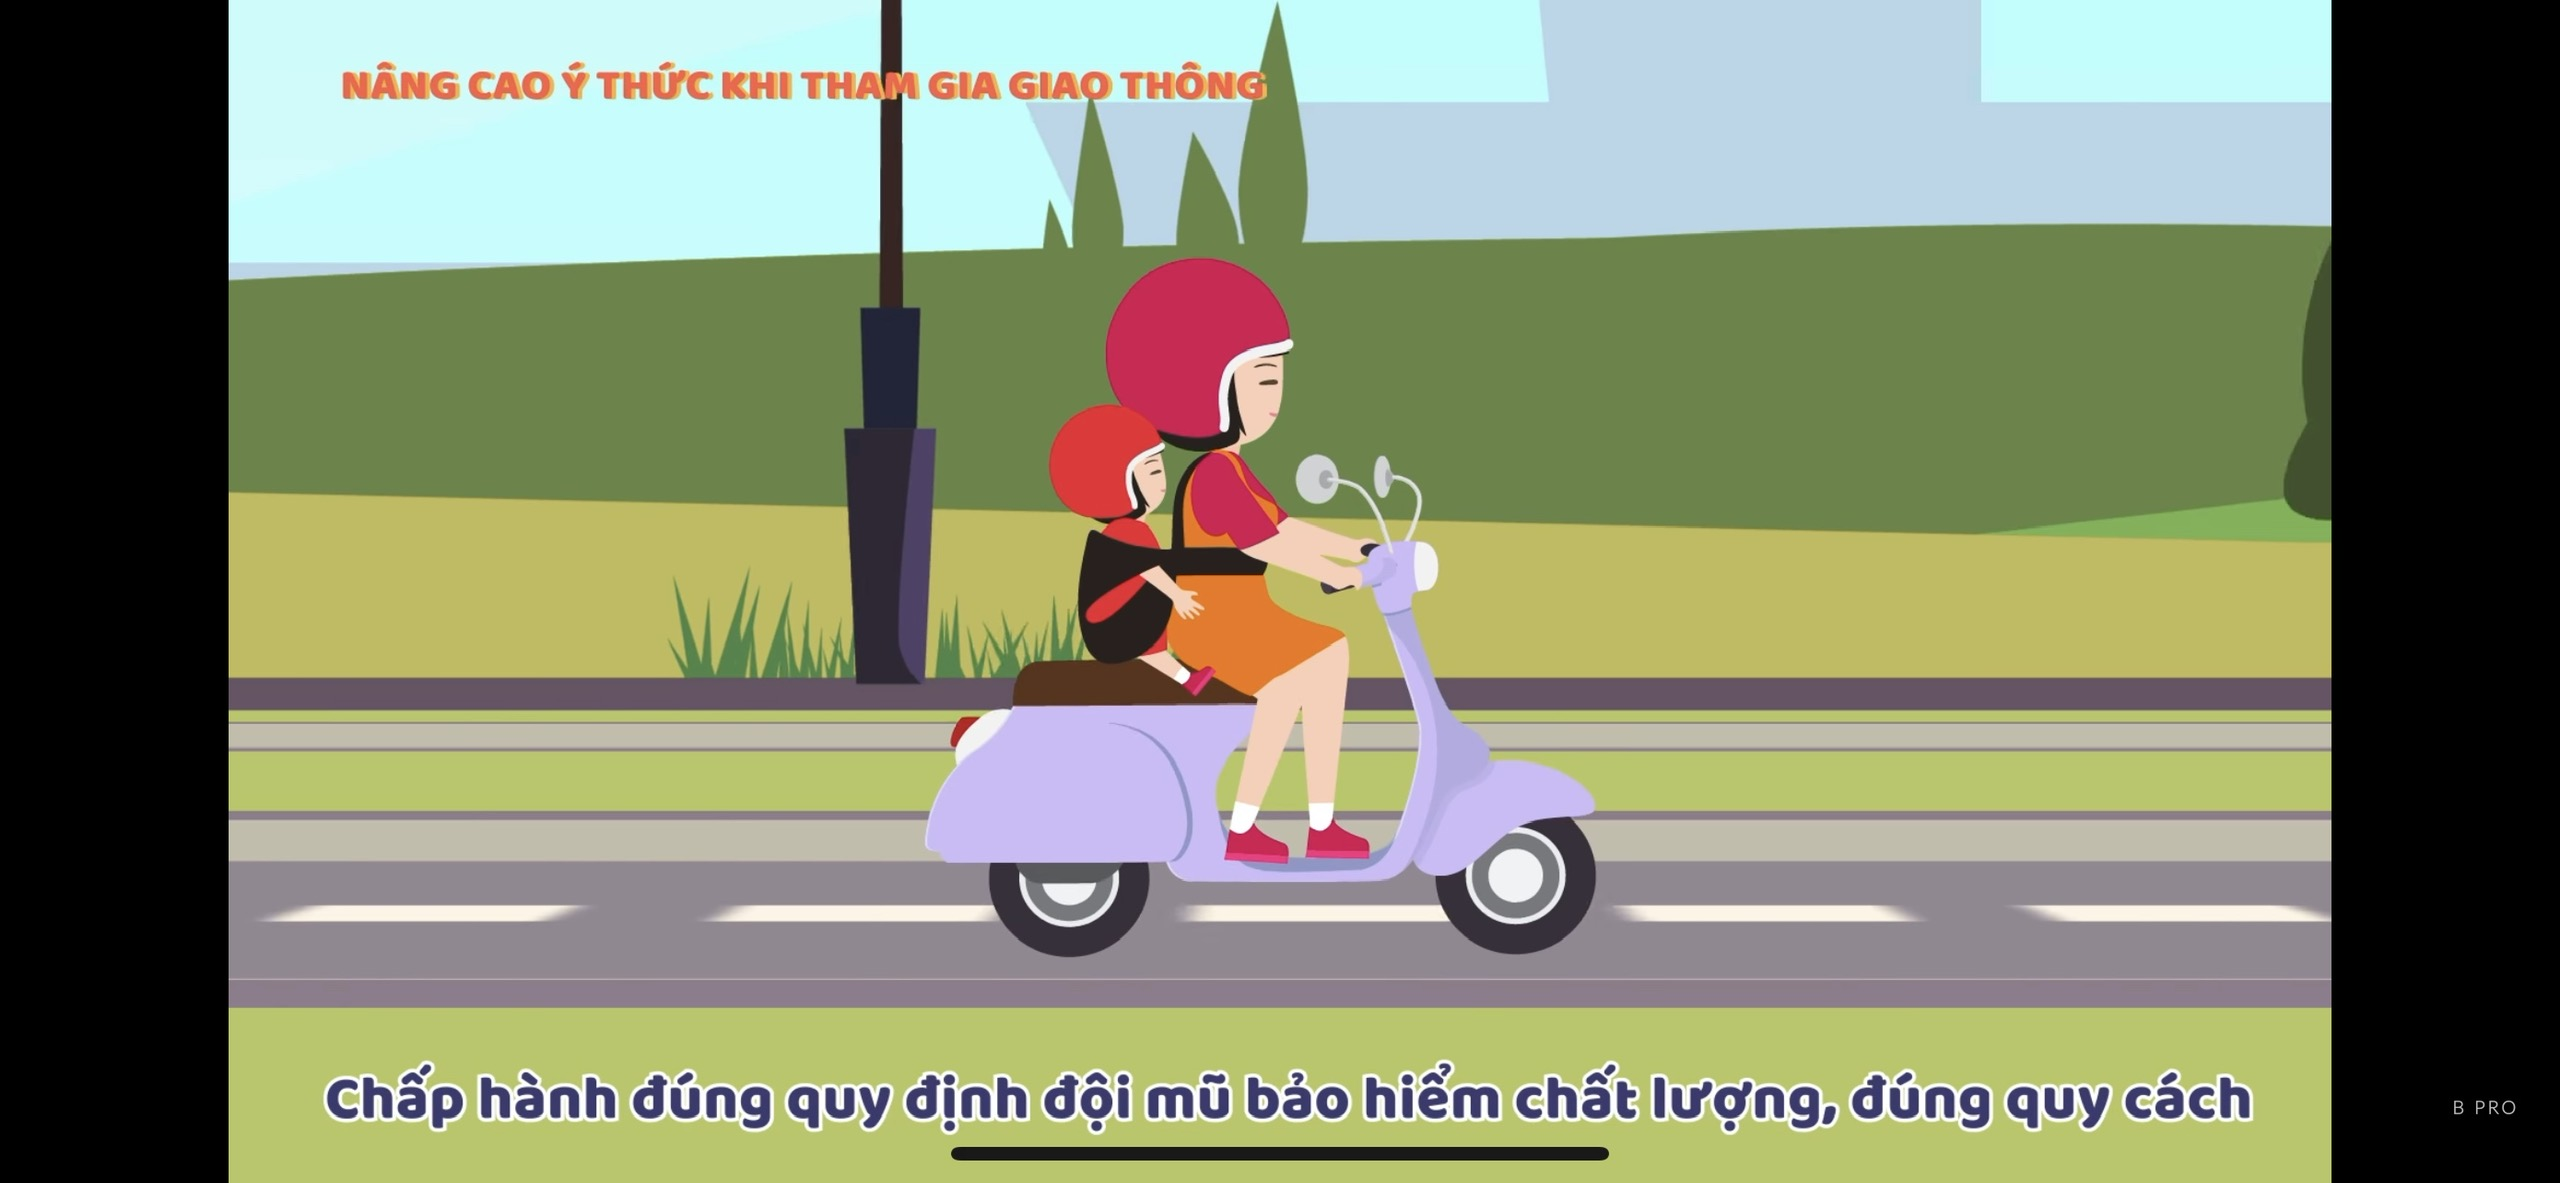 NÂNG CAO Ý THỨC KHI THAM GIA GIAO THÔNG
Chấp hành đúng quy định đội mũ bảo hiểm chất lượng, đúng quy cách
B PRO